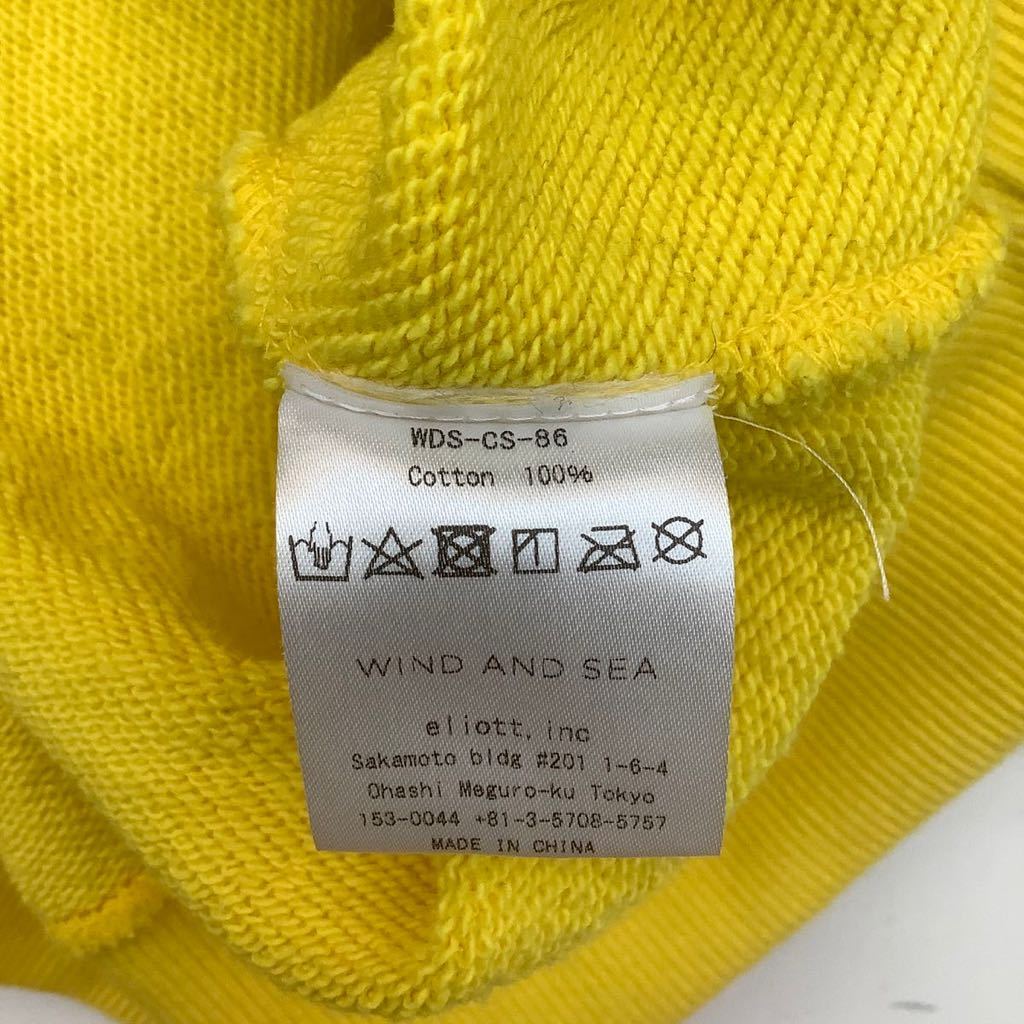 WDS-CS-86
Cotton 100%
WIND AND SEA
eliott, inc
Sakamoto bldg #201 1-6-4
Ohashi Meguro-ku Tokyo
153-0044 +81-3-5708-5757
MADE IN CHINA